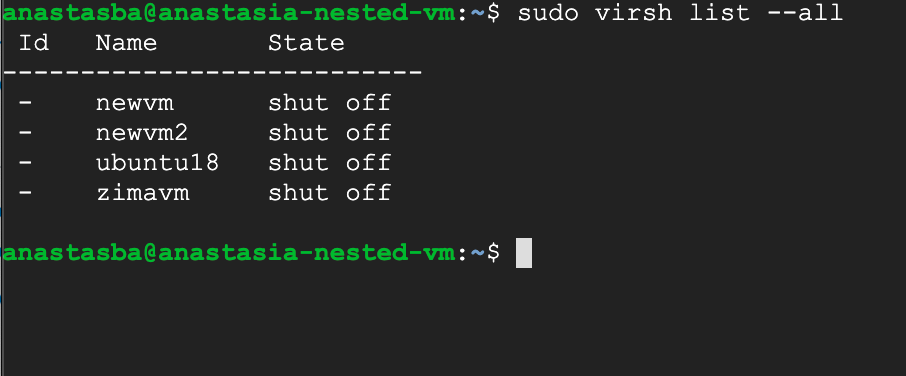 anastasba@anastasia-nested-vm:~$ sudo virsh list --all
Id Name State
---------------------------
- newvm shut off
- newvm2 shut off
- ubuntu18 shut off
- zimavm shut off
anastasba@anastasia-nested-vm:~$